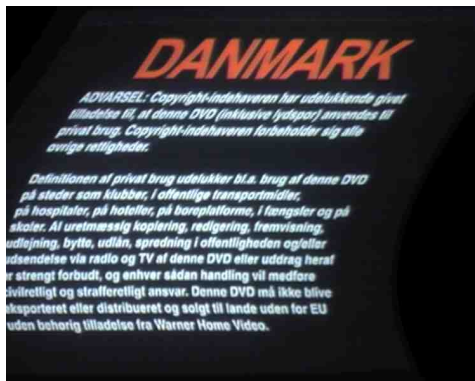 DANMARK
ADVARSEL: Copyright-indehaveren har udelukkende givet
tilladelse til, at denne DVD (inklusive lydspor) anvendes til
privat brug. Copyright-indehaveren forbeholder sig alle
øvrige rettigheder.
Definitionen af privat brug udelukker bl.a. brug af denne DVD
på steder som klubber, i offentlige transportmidler,
på hospitaler, på hoteller, på boreplatforme, i fængsler og på
skoler. Al uretmæssig kopiering, redigering, fremvisning,
udlejning, bytte, udlån, spredning i offentligheden og/eller
udsendelse via radio og TV af denne DVD eller uddrag heraf
er strengt forbudt, og enhver sådan handling vil medføre
civilretligt og strafferetligt ansvar. Denne DVD må ikke blive
eksporteret eller distribueret og solgt til lande uden for EU
uden behørig tilladelse fra Warner Home Video.